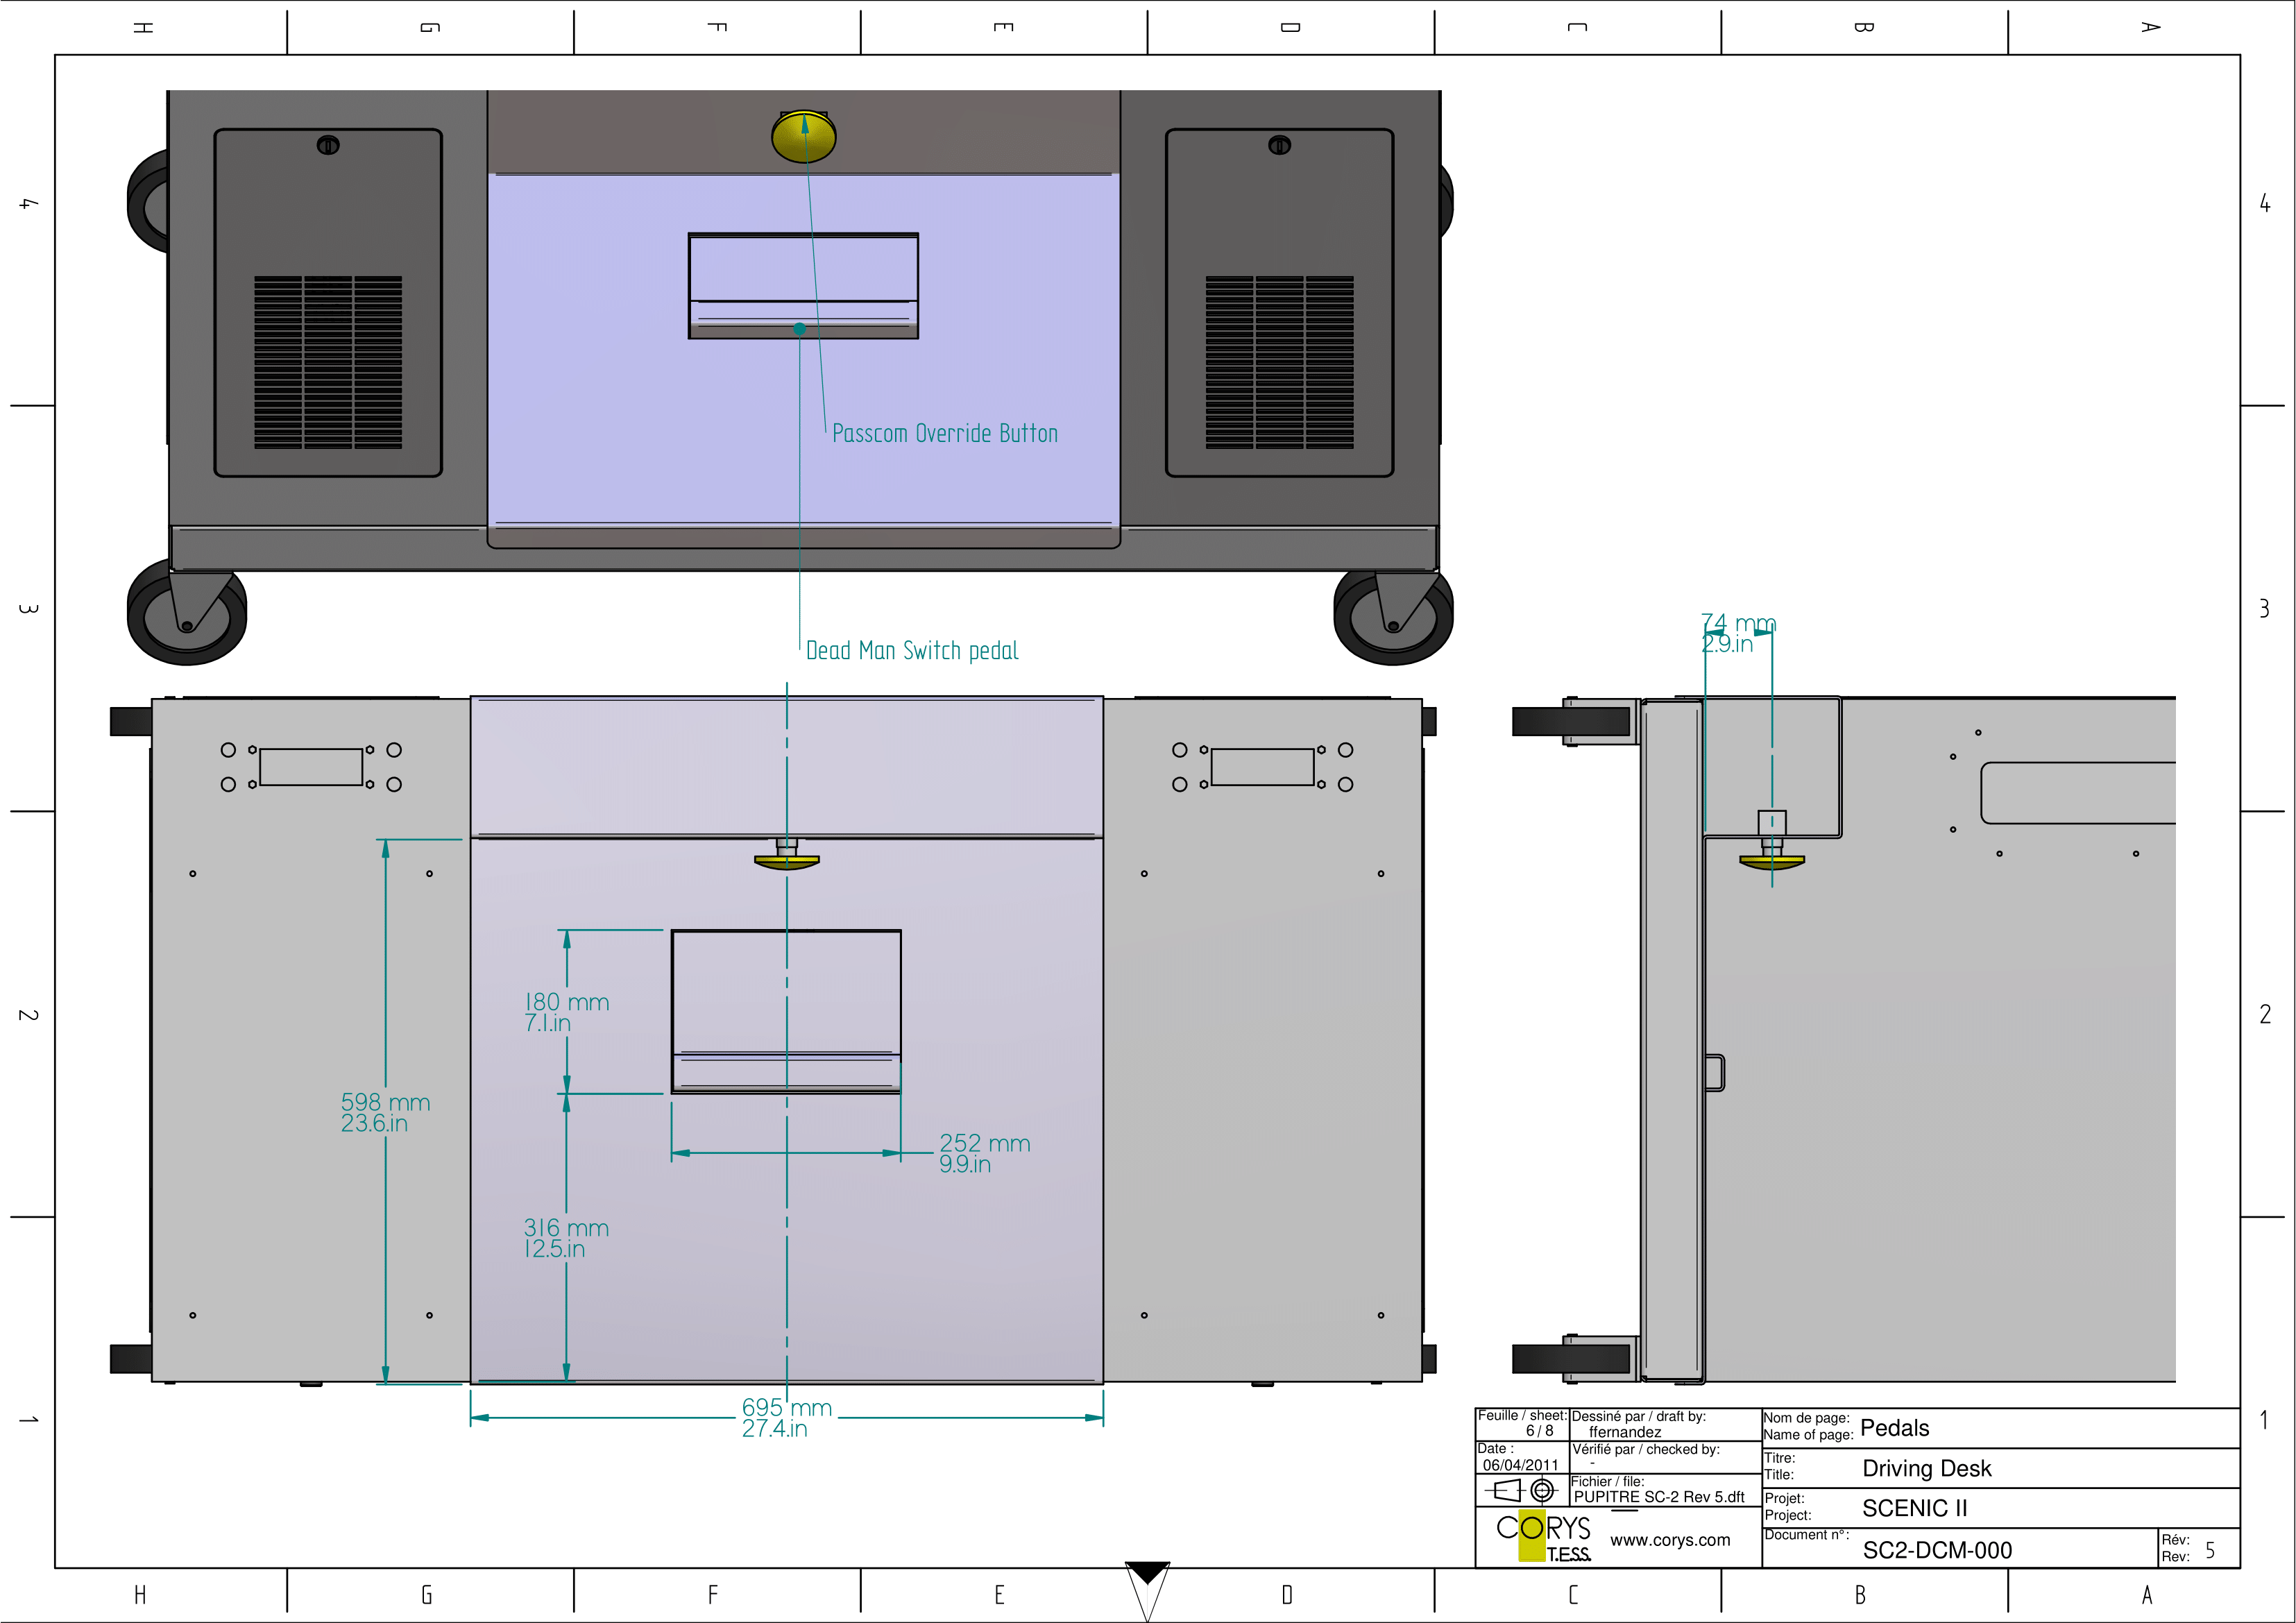 H G F E D C B A
4 4
Passcom Override Button
3 3
Dead Man Switch pedal
74 mm
2.9.in
180 mm
7.1.in
2 2
598 mm
23.6.in
252 mm
9.9.in
316 mm
12.5.in
695 mm
27.4.in
1 1
Feuille / sheet:
6 / 8
Dessiné par / draft by:
ffernandez
Nom de page:
Name of page:
Pedals
Date :
06/04/2011
Vérifié par / checked by:
-
Titre:
Title:
Driving Desk
Fichier / file:
PUPITRE SC-2 Rev 5.dft
Projet:
Project:
SCENIC II
CORYS
T.E.S.S.
www.corys.com
Document n°:
SC2-DCM-000
Rév:
Rev:
5
H G F E D C B A